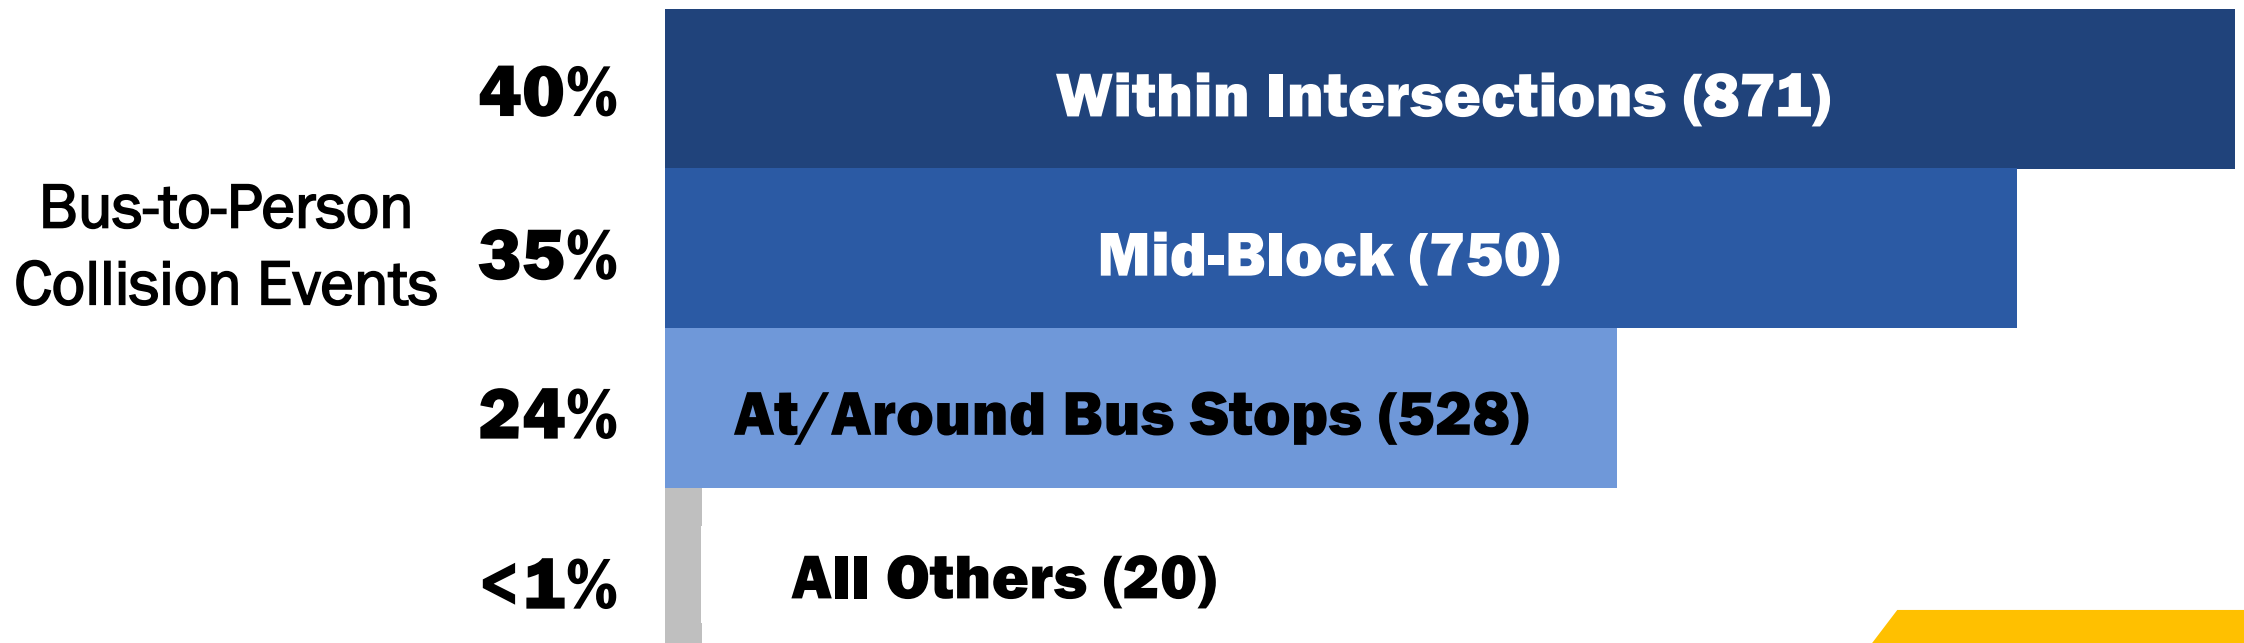 40%
Within Intersections (871)
Bus-to-Person
Collision Events
35%
Mid-Block (750)
24%
At/Around Bus Stops (528)
<1%
All Others (20)